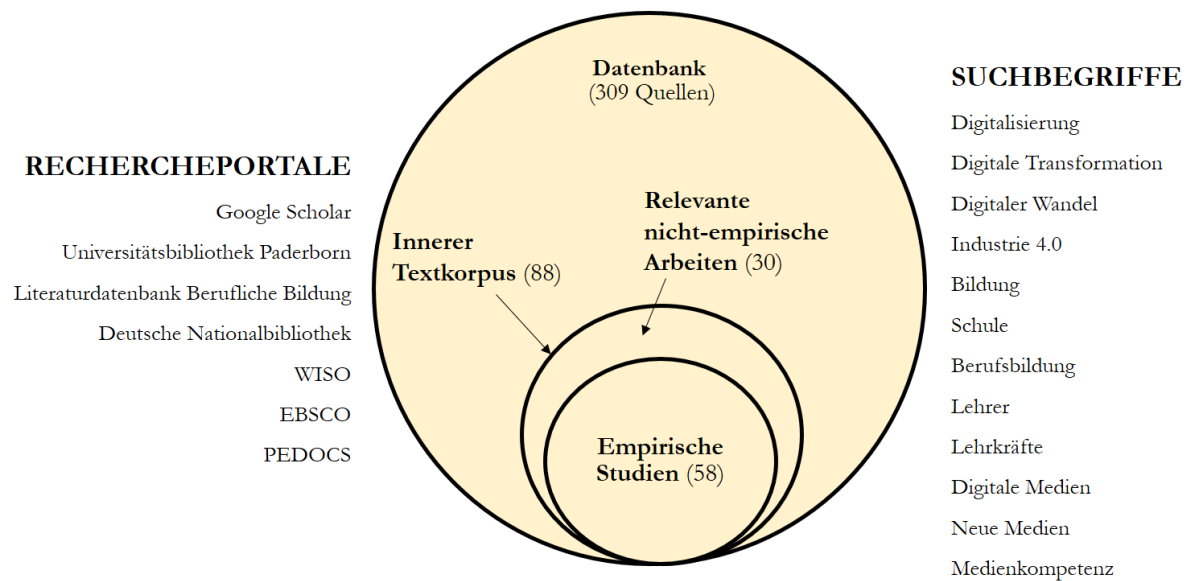 RECHERCHEPORTALE
Google Scholar
Universitätsbibliothek Paderborn
Literaturdatenbank Berufliche Bildung
Deutsche Nationalbibliothek
WISO
EBSCO
PEDOCS
Datenbank
(309 Quellen)
Innerer
Textkorpus (88)
Relevante
nicht-empirische
Arbeiten (30)
Empirische
Studien (58)
SUCHBEGRIFFE
Digitalisierung
Digitale Transformation
Digitaler Wandel
Industrie 4.0
Bildung
Schule
Berufsbildung
Lehrer
Lehrkräfte
Digitale Medien
Neue Medien
Medienkompetenz